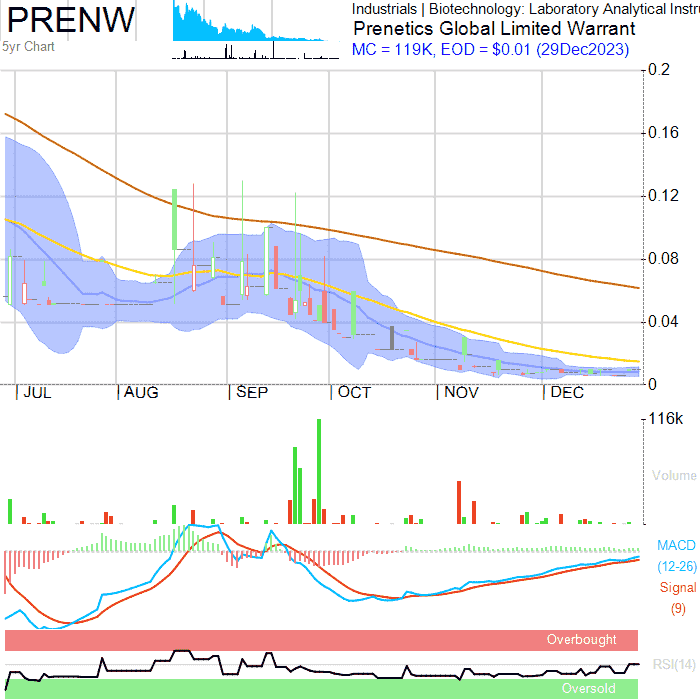 PRENW
5yr Chart
Industrials | Biotechnology: Laboratory Analytical Instru
Prenetics Global Limited Warrant
MC = 119K, EOD = $0.01 (29Dec2023)
0.2
0.16
0.12
0.08
0.04
0
JUL AUG SEP OCT NOV DEC
116k
Volume
MACD
(12-26)
Signal
(9)
Overbought
RSI(14)
Oversold